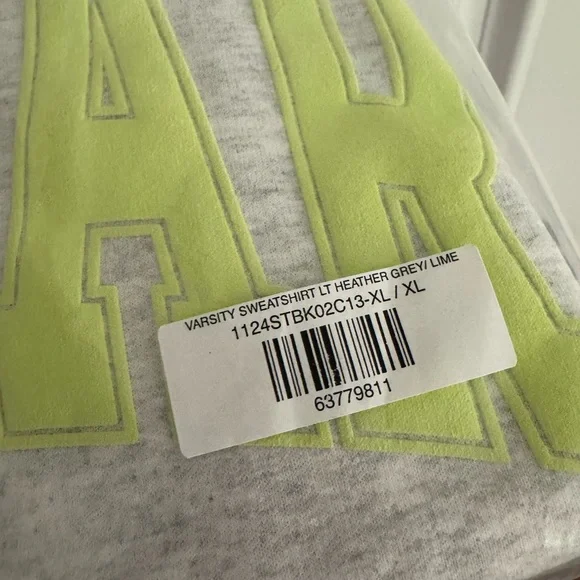 AR
VARSITY SWEATSHIRT LT HEATHER GREY/ LIME
1124STBK02C13-XL / XL
63779811